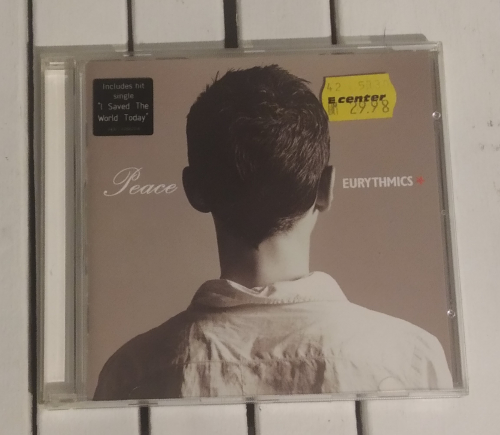 Includes hit
single
"I Saved The
World Today"
Peace
EURYTHMICS
center
29.98